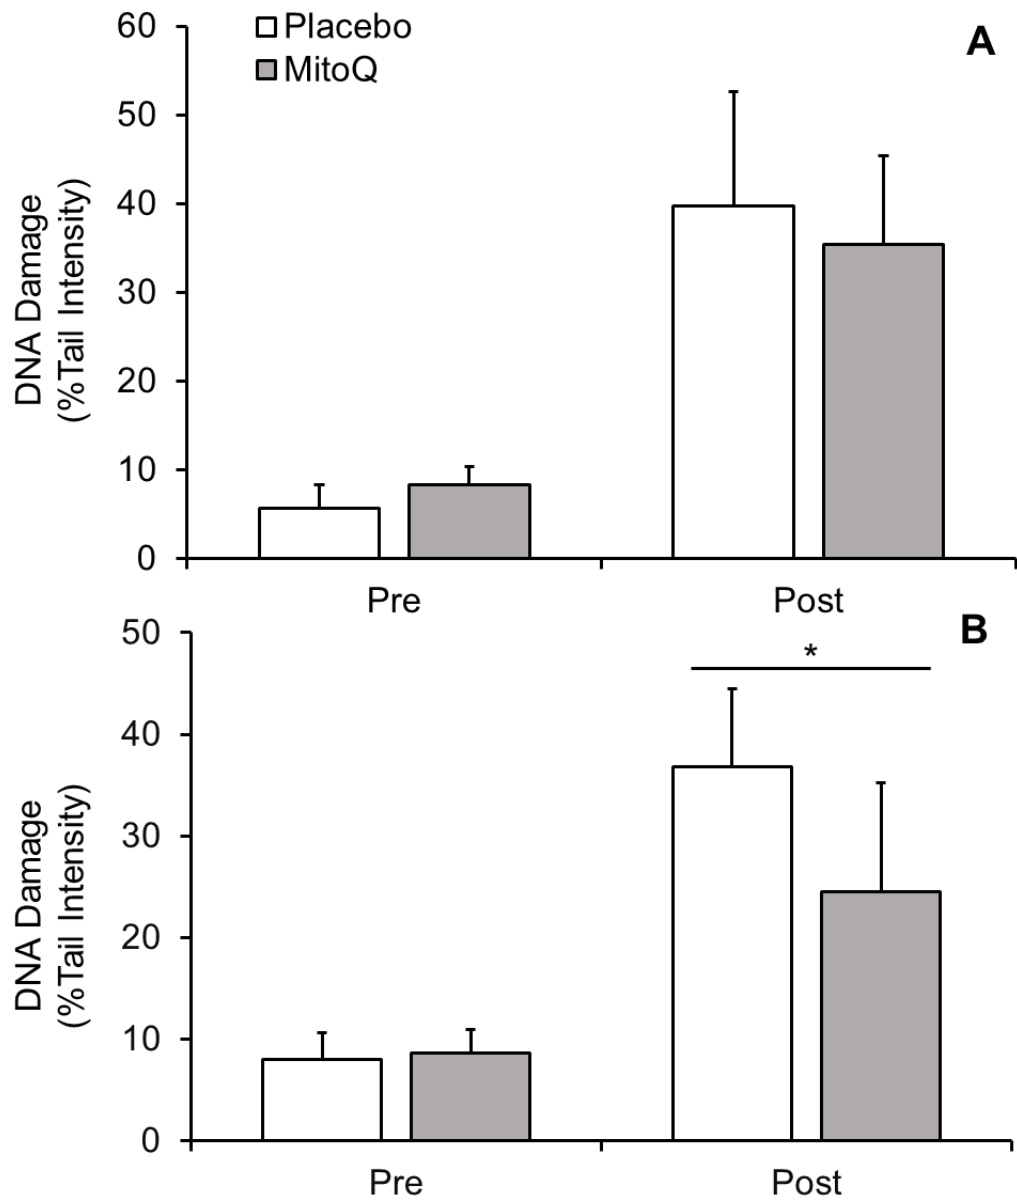 Placebo
MitoQ
A
60
50
40
30
20
10
0
DNA Damage
(%Tail Intensity)
Pre
Post
B
*
50
40
30
20
10
0
DNA Damage
(%Tail Intensity)
Pre
Post